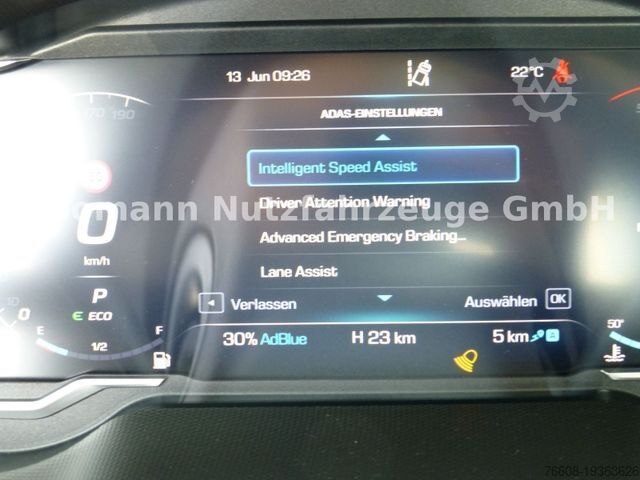 13 Jun 09:26
22°C
ADAS-EINSTELLUNGEN
170 190
Intelligent Speed Assist
Driver Attention Warning
mann Nutzfahrzeuge GmbH
0
Advanced Emergency Braking...
km/h
Lane Assist
P
E ECO
Verlassen
Auswählen OK
E 1/2 F
30% AdBlue
H 23 km
5 km A
50°
76608-19363626